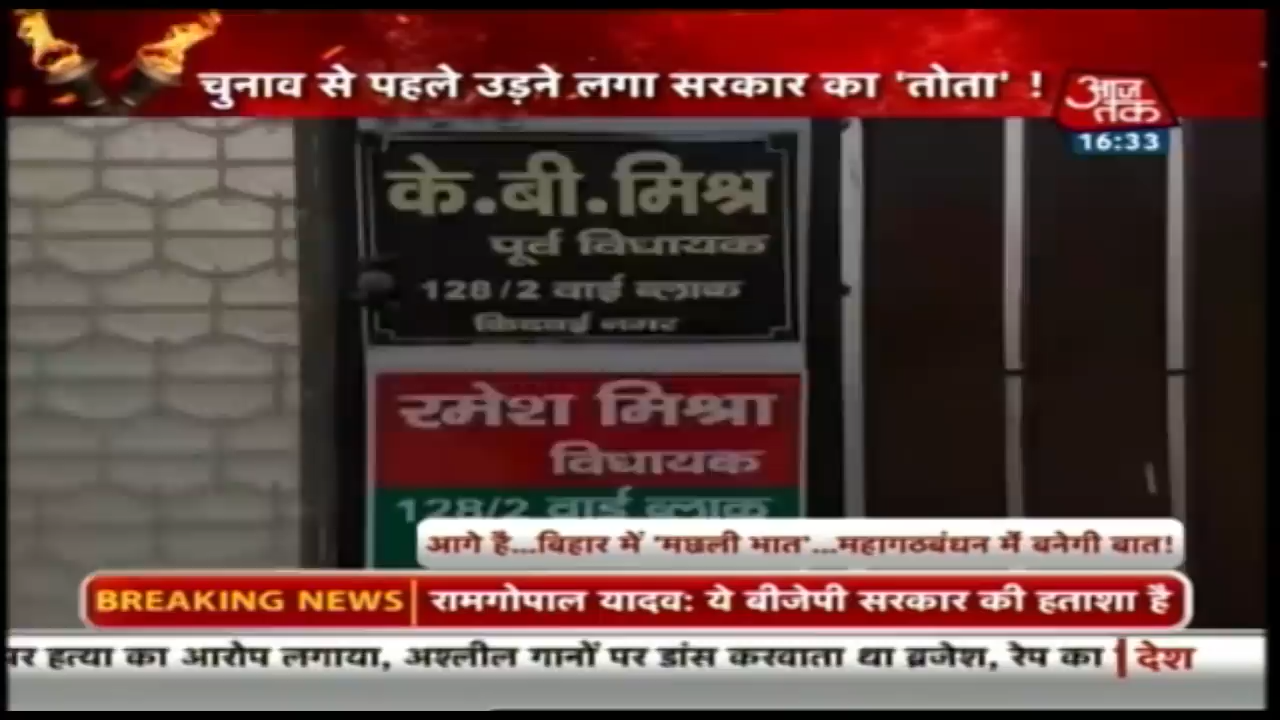 चुनाव से पहले उड़ने लगा सरकार का 'तोता' !
आज
तक
16:33
के.बी.मिश्र
पूर्व विधायक
128/2 वाई ब्लाक
किदवई नगर
रमेश मिश्रा
विधायक
128/2 वाई ब्लाक
आगे है...बिहार में 'मछली भात'...महागठबंधन में बनेगी बात!
BREAKING NEWS रामगोपाल यादव: ये बीजेपी सरकार की हताशा है
पर हत्या का आरोप लगाया, अश्लील गानों पर डांस करवाता था ब्रजेश, रेप का देश